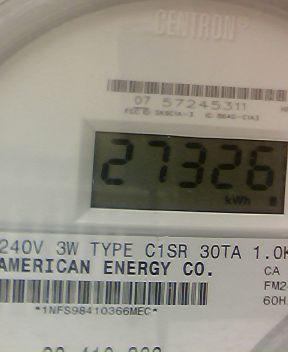 CENTRON®
07 57245311
27326
kWh
240V 3W TYPE C1SR 30TA 1.0K
AMERICAN ENERGY CO.
CA
FM2
60H
*1NFS98410366MEC*